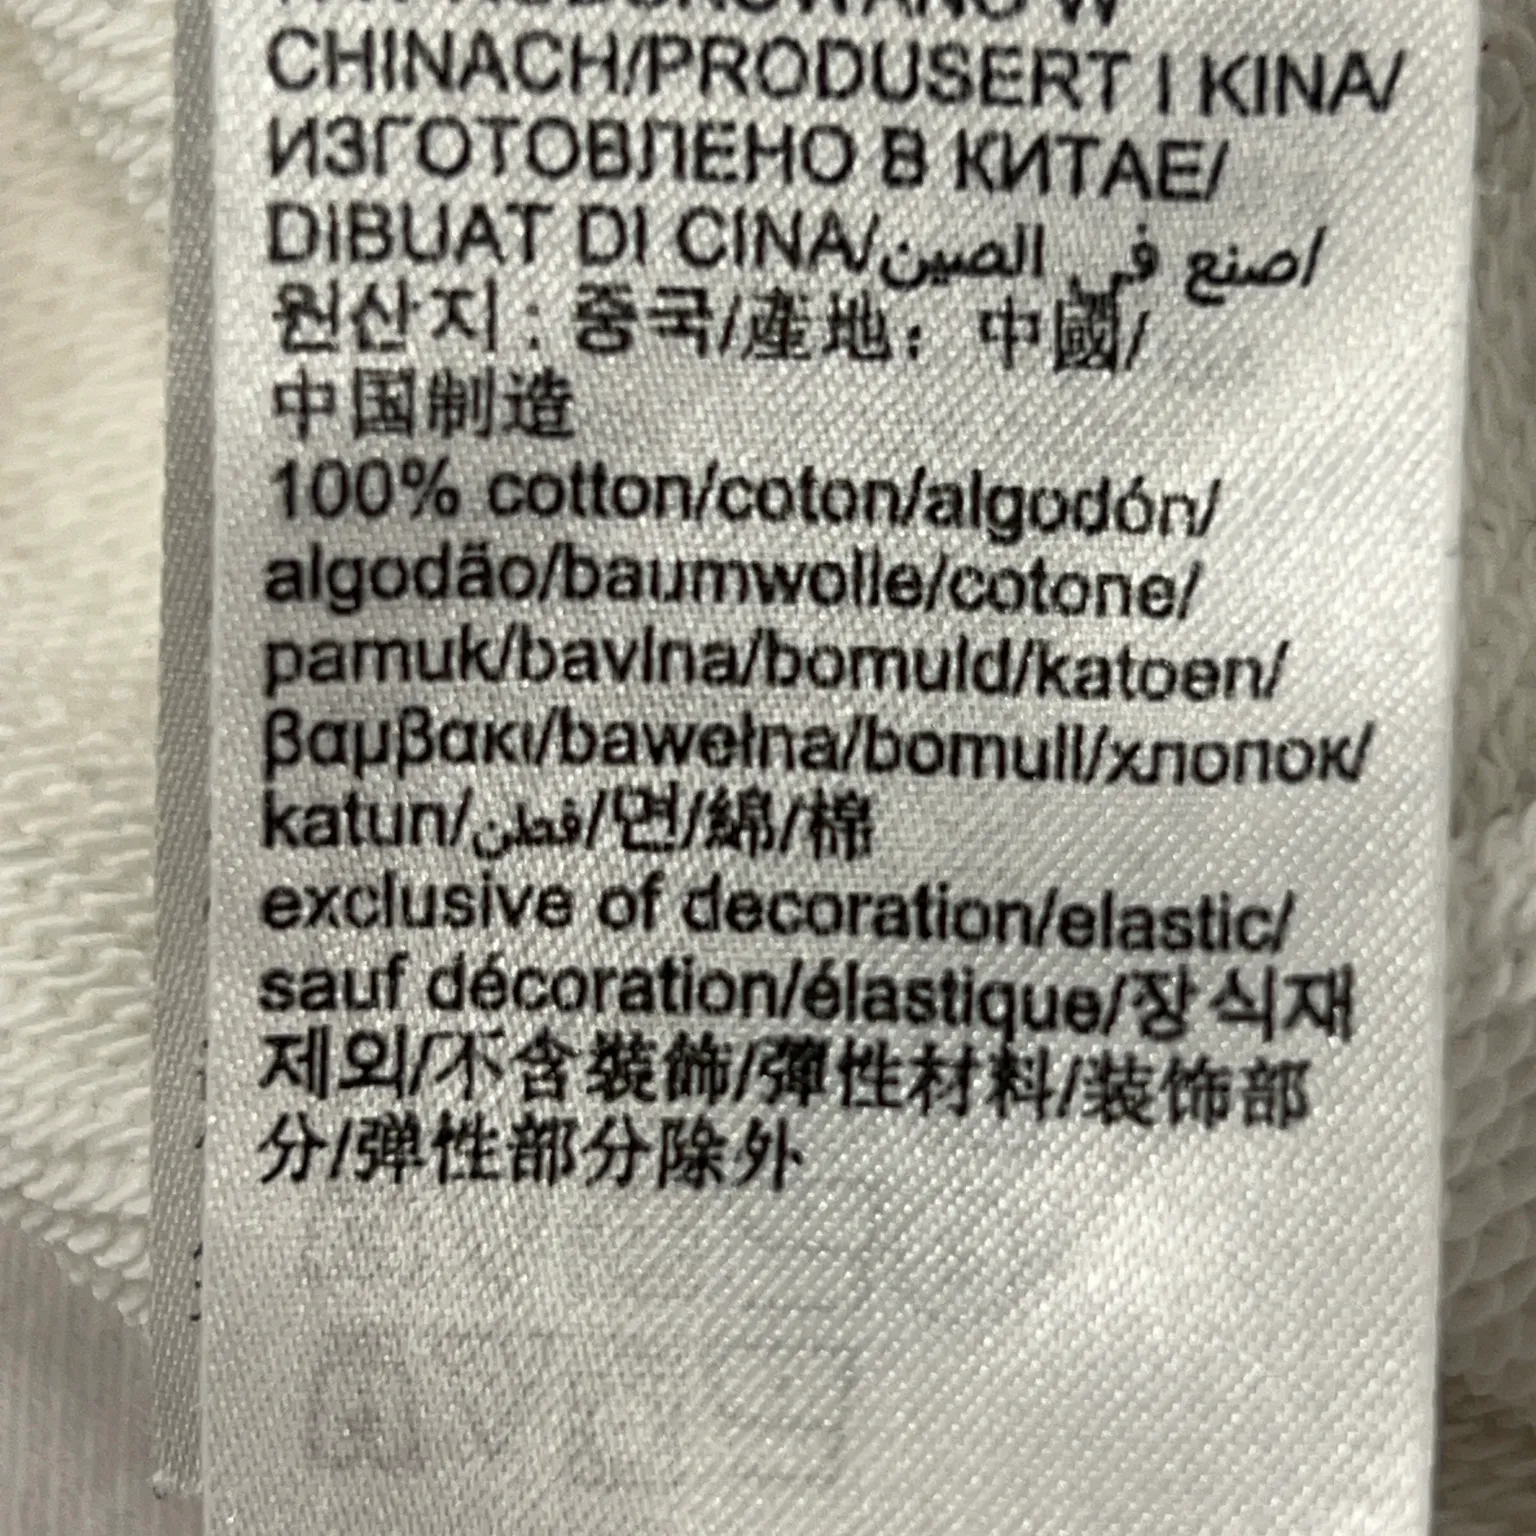 CHINACH/PRODUSERT I KINA/
ИЗГОТОВЛЕНО В КИТАЕ/
DIBUAT DI CINA/صنع في الصين/
원산지 : 중국/產地： 中國/
中国制造
100% cotton/coton/algodón/
algodão/baumwolle/cotone/
pamuk/bavlna/bomuld/katoen/
βαμβακι/bawełna/bomull/хлопок/
katun/قطن/면/綿/棉
exclusive of decoration/elastic/
sauf décoration/élastique/장식재
제외/不含裝飾/彈性材料/装饰部
分/弹性部分除外